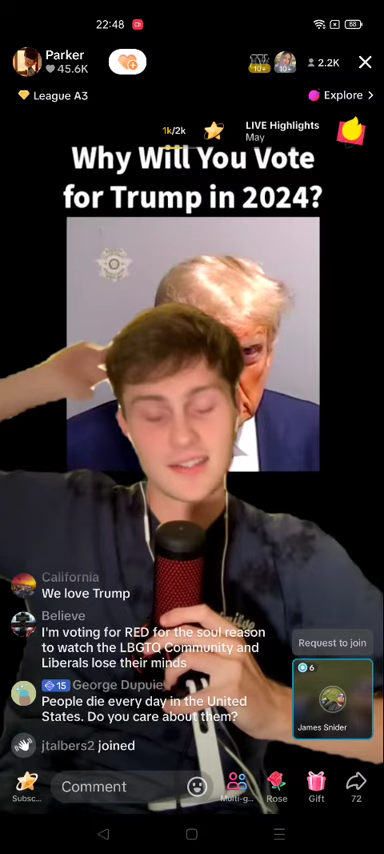 22:48
88
Parker
45.6K
10+
10+
2.2K
League A3
Explore
1k/2k
LIVE Highlights
May
Why Will You Vote
for Trump in 2024?
California
We love Trump
Believe
I'm voting for RED for the soul reason
to watch the LBGTQ Community and
Liberals lose their minds
15 George Dupuie
People die every day in the United
States. Do you care about them?
jtalbers2 joined
Request to join
6
James Snider
Comment
Subsc...
Multi-g...
Rose
Gift
72